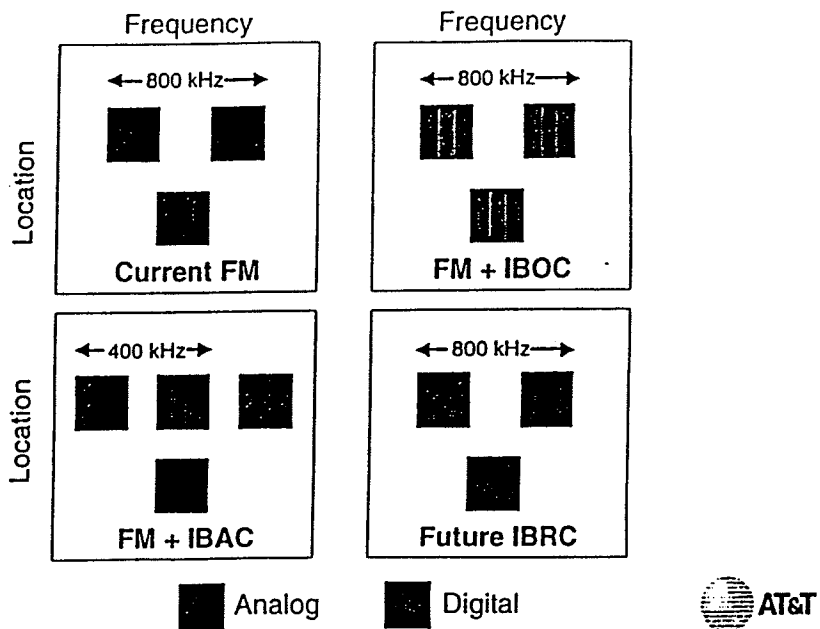 Frequency
Frequency
Location
800 kHz
Current FM
800 kHz
FM + IBOC
Location
400 kHz
FM + IBAC
800 kHz
Future IBRC
Analog
Digital
AT&T